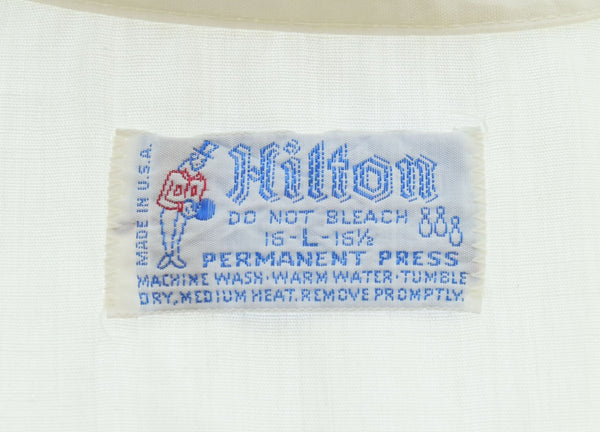 MADE IN U.S.A.
Hilton
DO NOT BLEACH
16-L-16½
PERMANENT PRESS
MACHINE WASH·WARM WATER·TUMBLE
DRY, MEDIUM HEAT. REMOVE PROMPTLY.